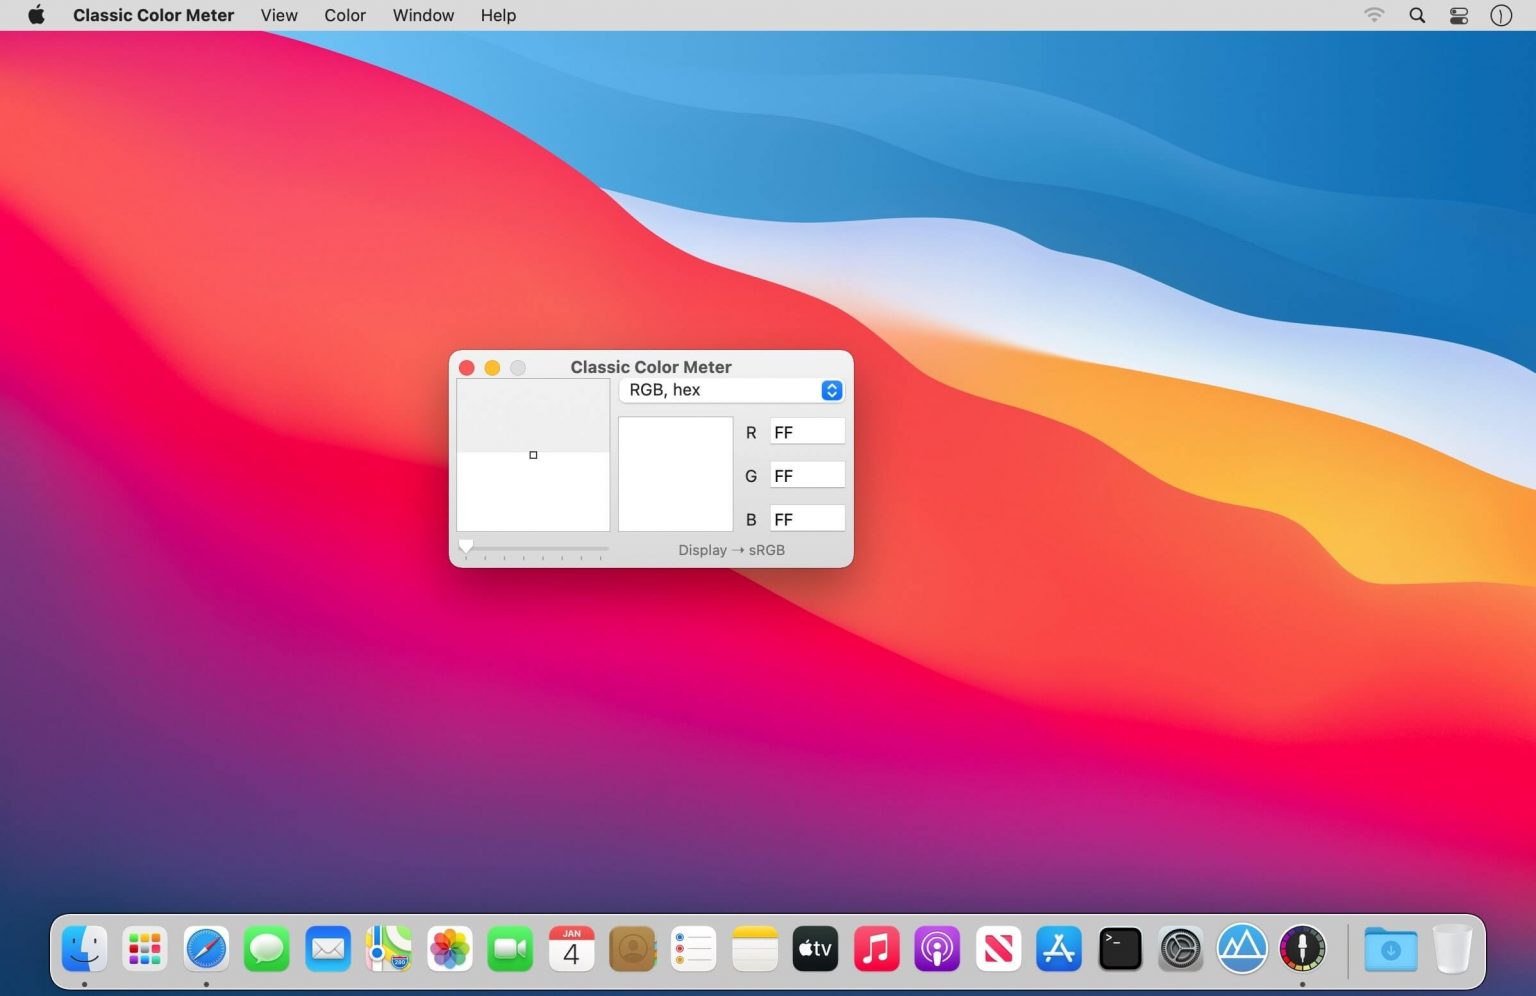 Classic Color Meter View Color Window Help
Classic Color Meter
RGB, hex
R FF
G FF
B FF
Display → sRGB
JAN
4
280
tv
>_